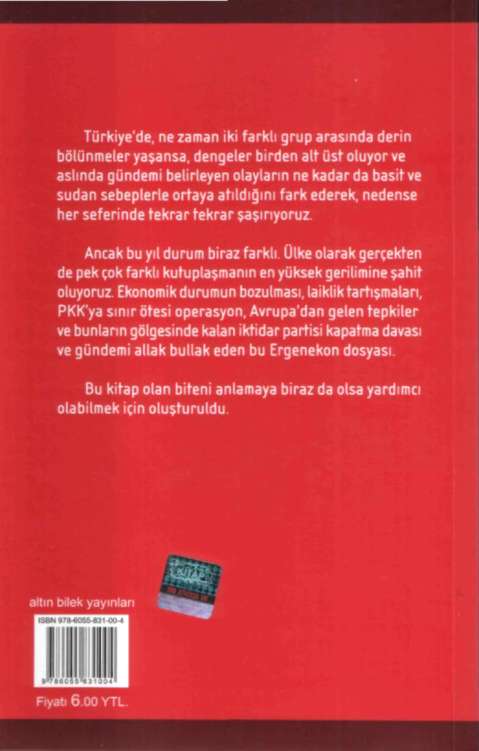 Türkiye'de, ne zaman iki farklı grup arasında derin
bölünmeler yaşansa, dengeler birden alt üst oluyor ve
aslında gündemi belirleyen olayların ne kadar da basit ve
sudan sebeplerle ortaya atıldığını fark ederek, nedense
her seferinde tekrar tekrar şaşırıyoruz.
Ancak bu yıl durum biraz farklı. Ülke olarak gerçekten
de pek çok farklı kutuplaşmanın en yüksek gerilimine şahit
oluyoruz. Ekonomik durumun bozulması, laiklik tartışmaları,
PKK'ya sınır ötesi operasyon, Avrupa'dan gelen tepkiler
ve bunların gölgesinde kalan iktidar partisi kapatma davası
ve gündemi allak bullak eden bu Ergenekon dosyası.
Bu kitap olan biteni anlamaya biraz da olsa yardımcı
olabilmek için oluşturuldu.
KİTAP
altın bilek yayınları
ISBN 978-6055-831-00-4
9 786055 831004
Fiyatı 6.00 YTL.